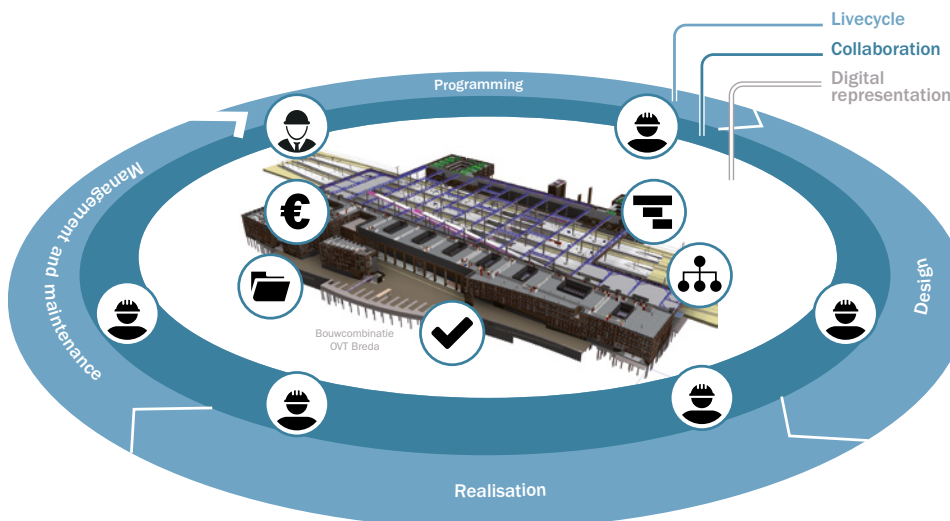 Livecycle
Collaboration
Digital
representation
Programming
Management and maintenance
Design
Bouwcombinatie
OVT Breda
€
Realisation